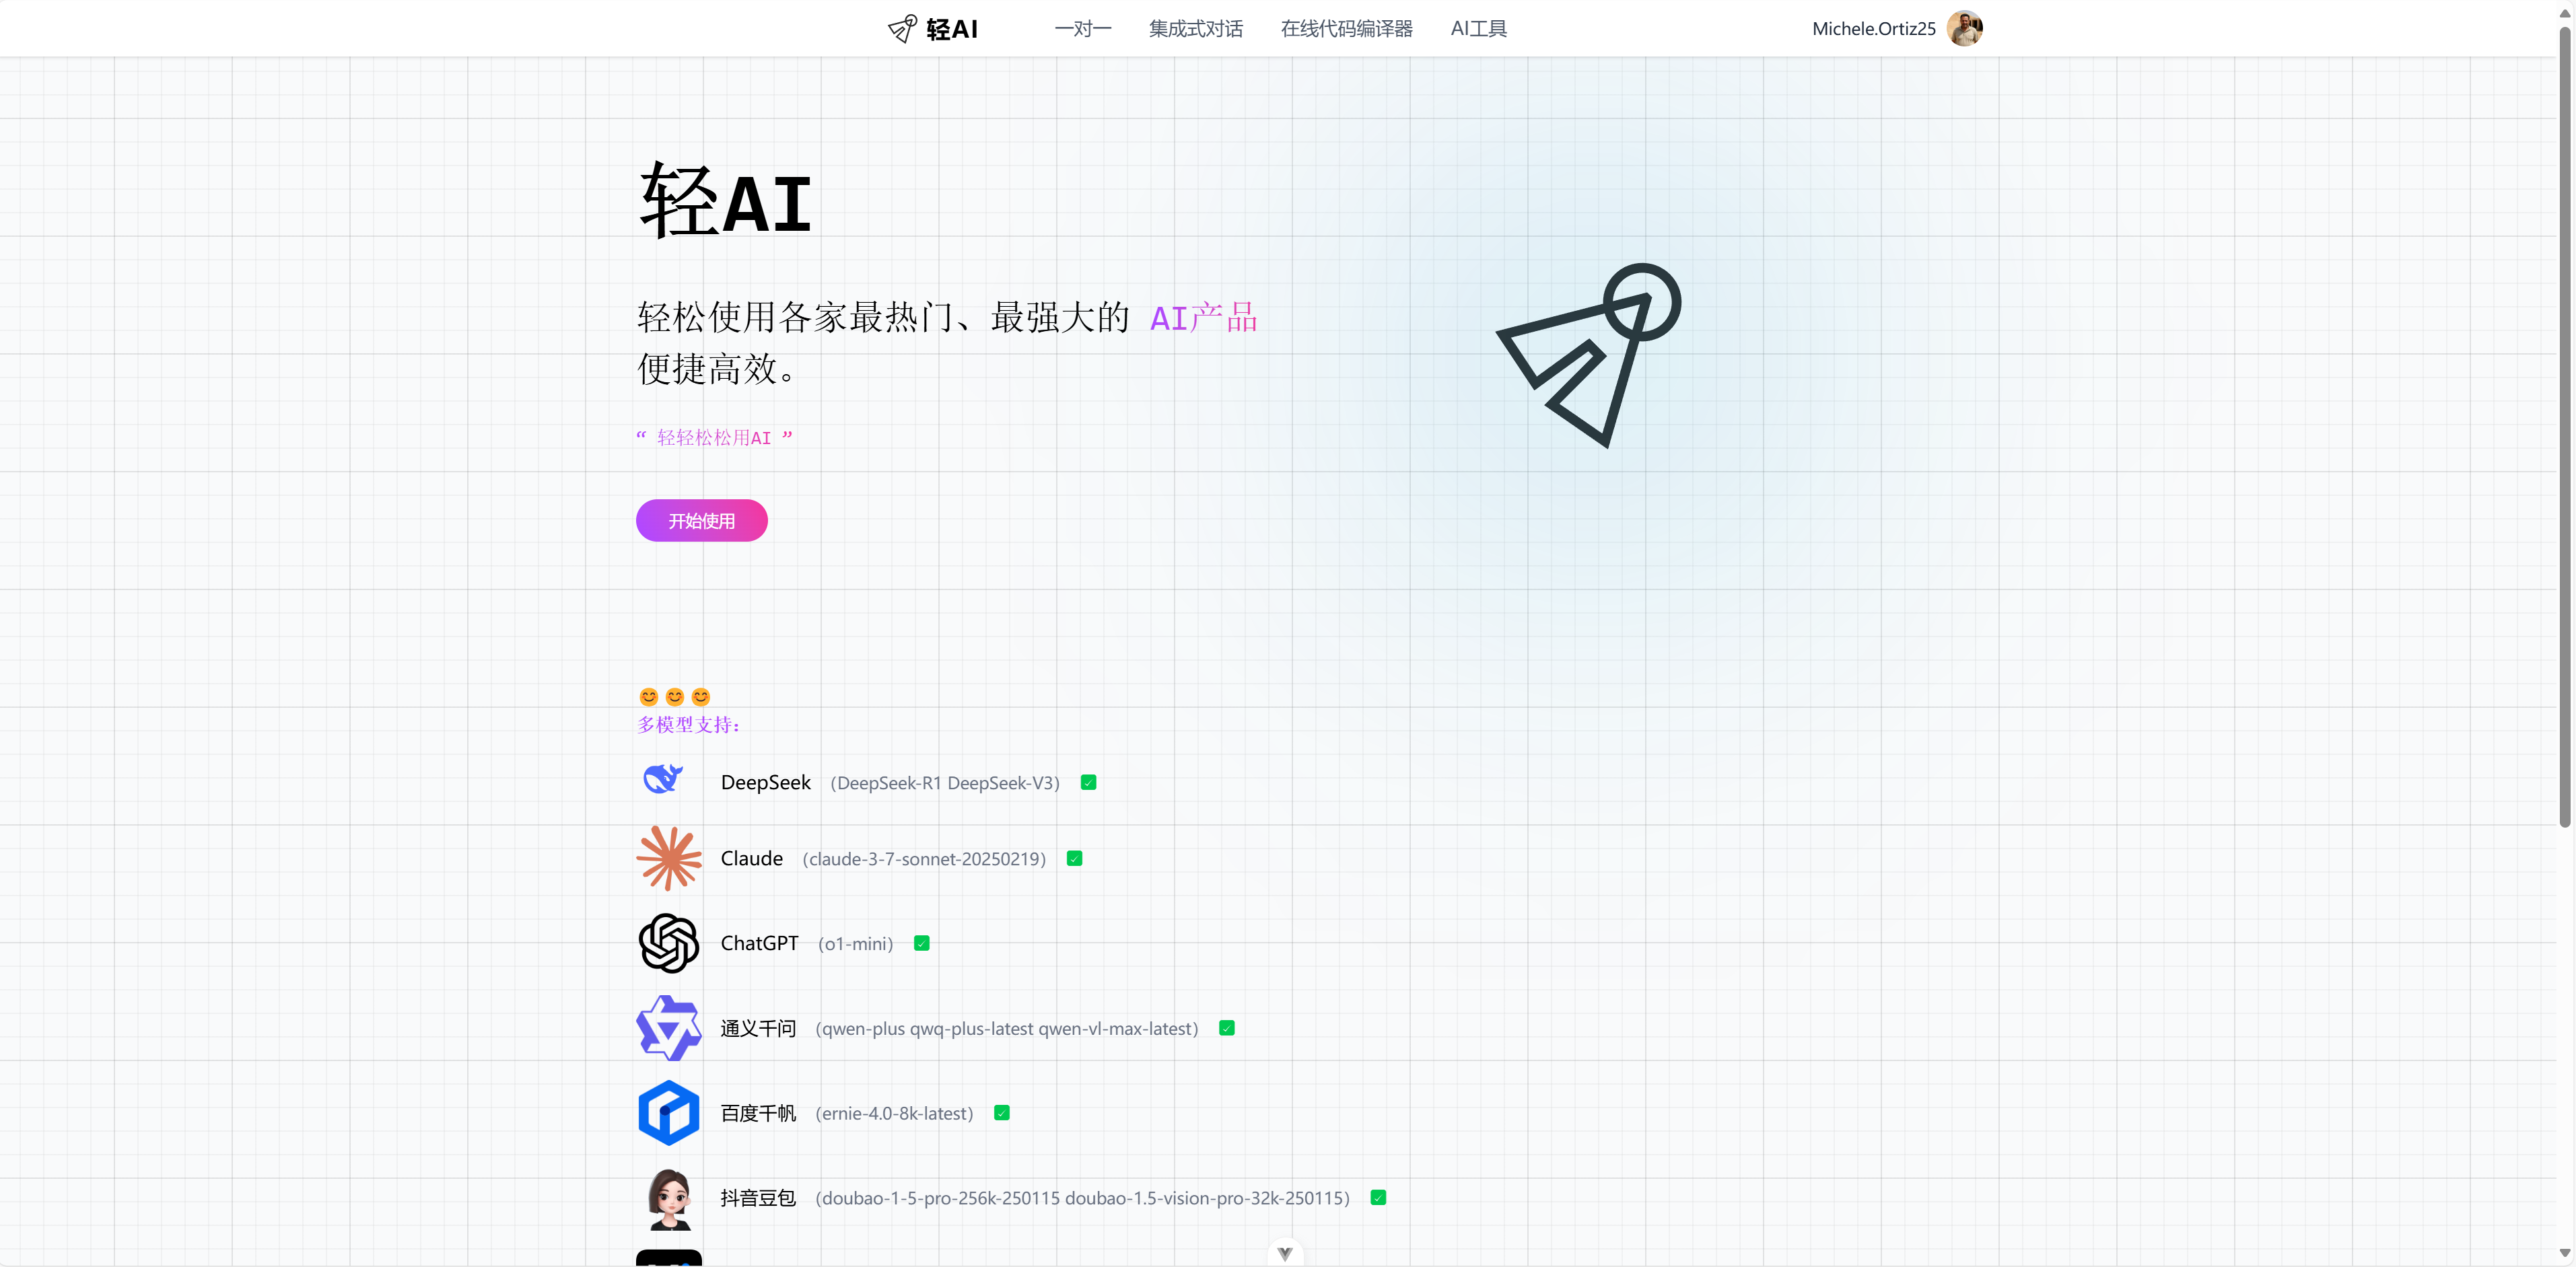 轻AI
一对一
集成式对话
在线代码编译器
AI工具
Michele.Ortiz25
轻AI
轻松使用各家最热门、最强大的 AI产品
便捷高效。
“ 轻轻松松用AI ”
开始使用
😊😊😊
多模型支持：
DeepSeek （DeepSeek-R1 DeepSeek-V3） ✅
Claude （claude-3-7-sonnet-20250219） ✅
ChatGPT （o1-mini） ✅
通义千问 （qwen-plus qwq-plus-latest qwen-vl-max-latest） ✅
百度千帆 （ernie-4.0-8k-latest） ✅
抖音豆包 （doubao-1-5-pro-256k-250115 doubao-1.5-vision-pro-32k-250115） ✅